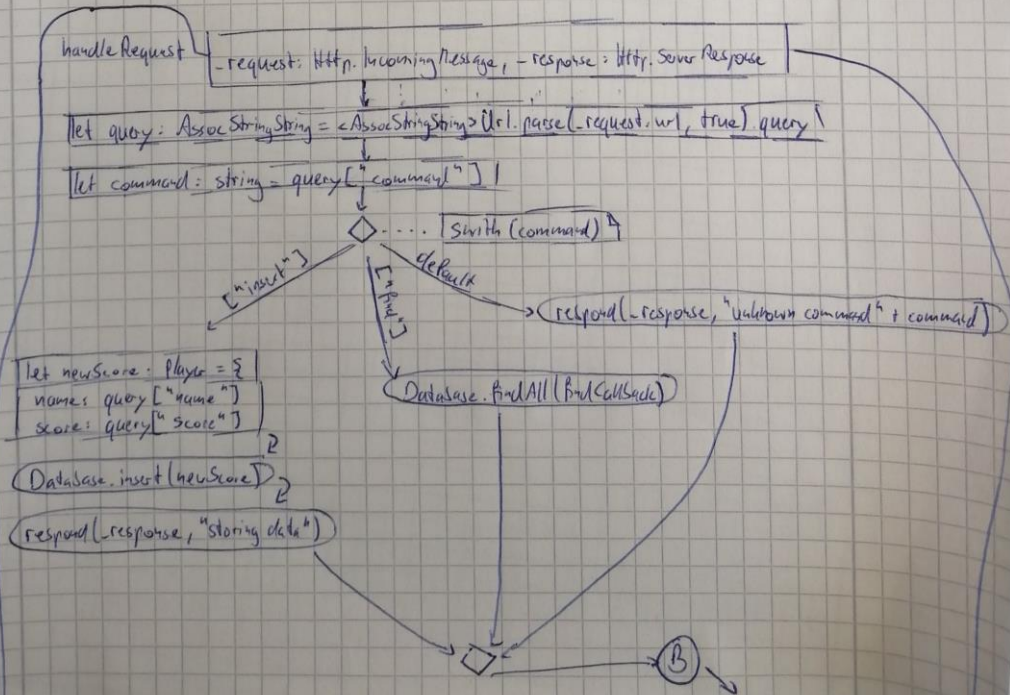 handleRequest
_request: Http.IncomingMessage, _response: Http.ServerResponse
let query: AssocStringString = <AssocStringString> Url.parse(_request.url, true).query
let command: string = query["command"]
swith (command)
["insert"]
["find"]
default
respond(_response, "unknown command" + command)
let newScore: Player = {
name: query["name"]
score: query["score"]
Database.findAll(findCallback)
Database.insert(newScore)
respond(_response, "storing data")
B